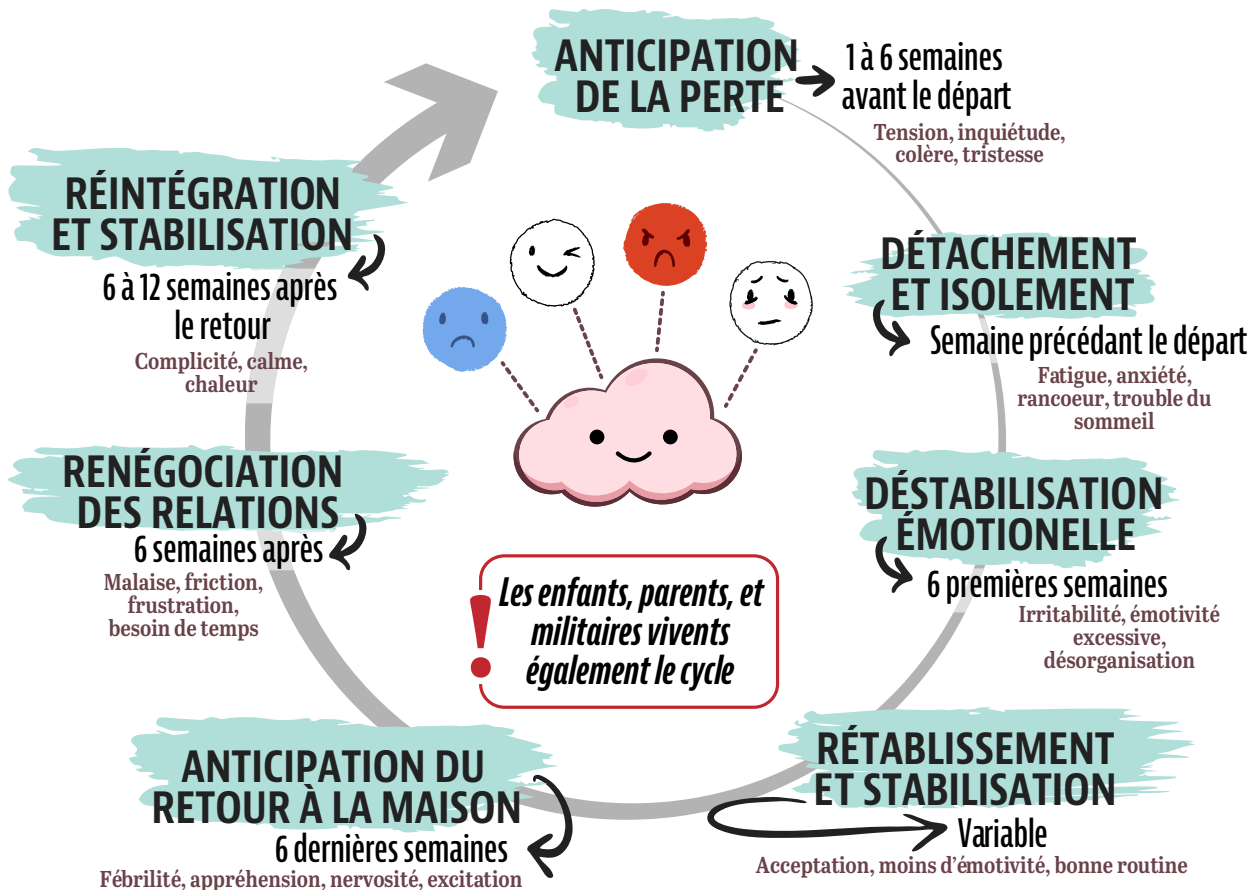 ANTICIPATION
DE LA PERTE
1 à 6 semaines
avant le départ
Tension, inquiétude,
colère, tristesse
DÉTACHEMENT
ET ISOLEMENT
Semaine précédant le départ
Fatigue, anxiété,
rancoeur, trouble du
sommeil
DÉSTABILISATION
ÉMOTIONELLE
6 premières semaines
Irritabilité, émotivité
excessive,
désorganisation
RÉTABLISSEMENT
ET STABILISATION
Variable
Acceptation, moins d'émotivité, bonne routine
ANTICIPATION DU
RETOUR À LA MAISON
6 dernières semaines
Fébrilité, appréhension, nervosité, excitation
RENÉGOCIATION
DES RELATIONS
6 semaines après
Malaise, friction,
frustration,
besoin de temps
RÉINTÉGRATION
ET STABILISATION
6 à 12 semaines après
le retour
Complicité, calme,
chaleur
! Les enfants, parents, et
militaires vivents
également le cycle